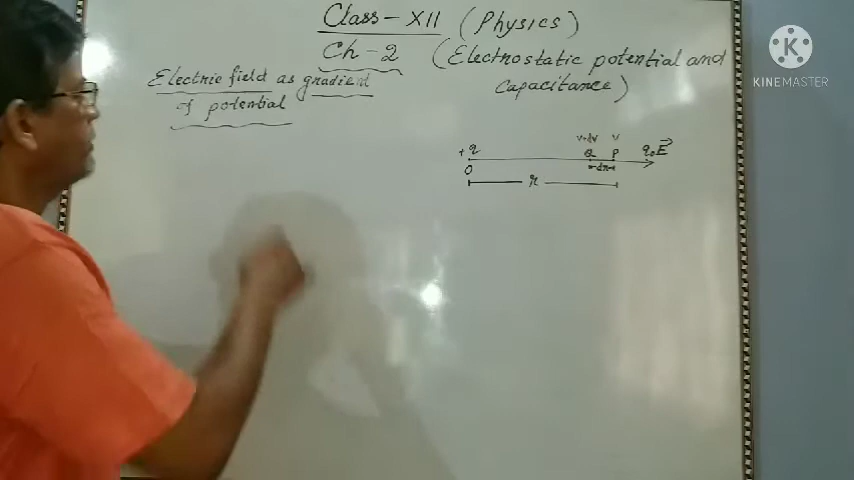 Class-XII (Physics)
Ch-2 (Electrostatic potential and
capacitance)
Electric field as gradient
of potential
V+dV V
+q Q P q₀E⃗
O dr
r
K
KINEMASTER